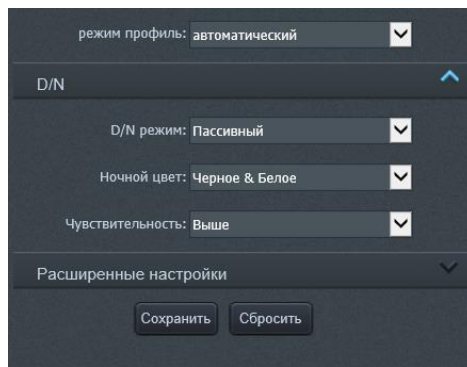 режим профиль: автоматический
D/N
D/N режим: Пассивный
Ночной цвет: Черное & Белое
Чувствительность: Выше
Расширенные настройки
Сохранить Сбросить